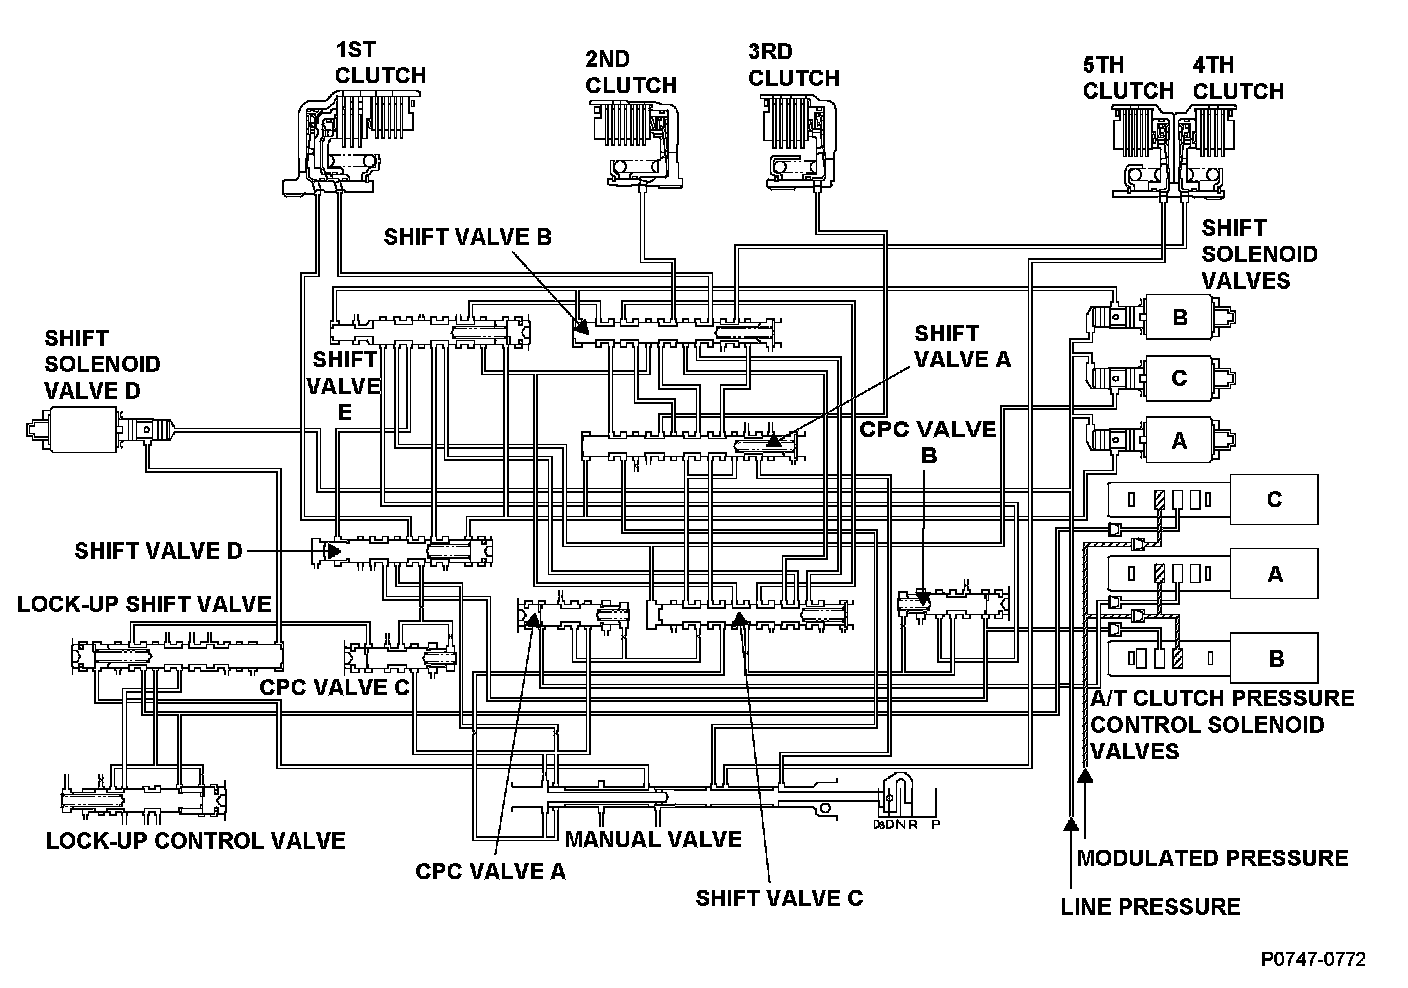 1ST
CLUTCH
2ND
CLUTCH
3RD
CLUTCH
5TH
CLUTCH
4TH
CLUTCH
SHIFT VALVE B
SHIFT
SOLENOID
VALVES
B
C
A
SHIFT
SOLENOID
VALVE D
SHIFT
VALVE
E
SHIFT
VALVE A
CPC VALVE
B
C
A
B
SHIFT VALVE D
LOCK-UP SHIFT VALVE
CPC VALVE C
A/T CLUTCH PRESSURE
CONTROL SOLENOID
VALVES
LOCK-UP CONTROL VALVE
MANUAL VALVE
D3DNR P
CPC VALVE A
SHIFT VALVE C
MODULATED PRESSURE
LINE PRESSURE
P0747-0772